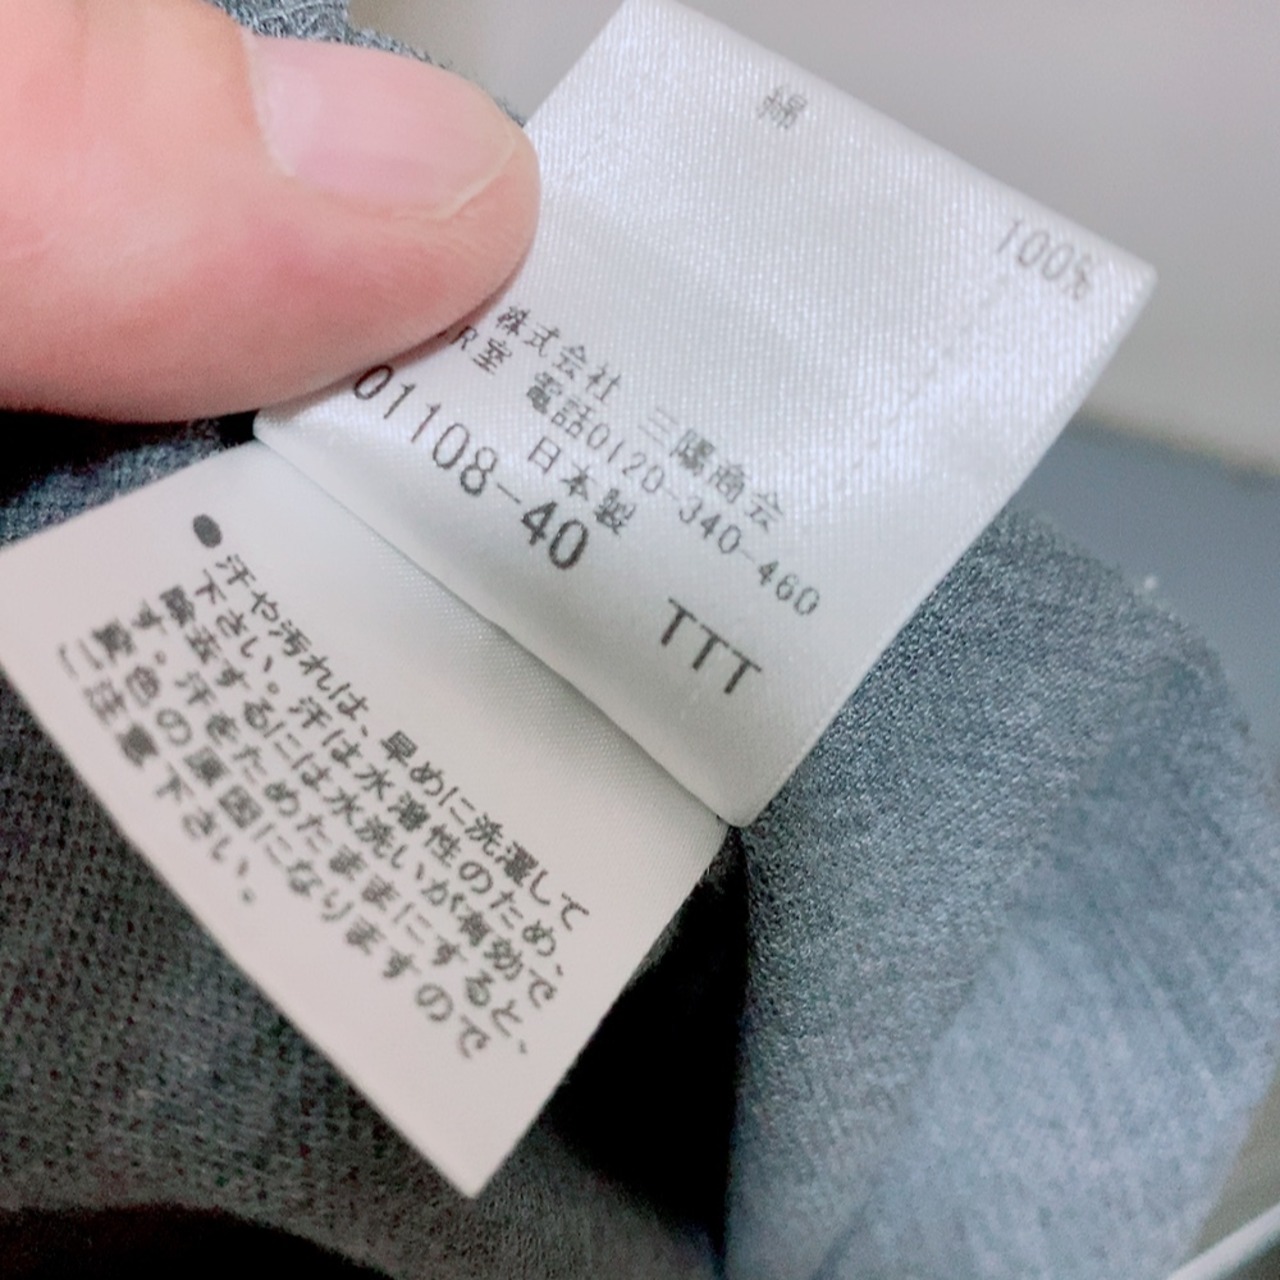 綿 100%
株式会社 三陽商会
R室 電話0120-340-460
日本製
01108-40 TTT
●汗や汚れは、早めに洗濯して
下さい。汗は水溶性のため、
除去するには水洗いが有効で
す。汗をためたままにすると、
変色の原因になりますので
ご注意下さい。